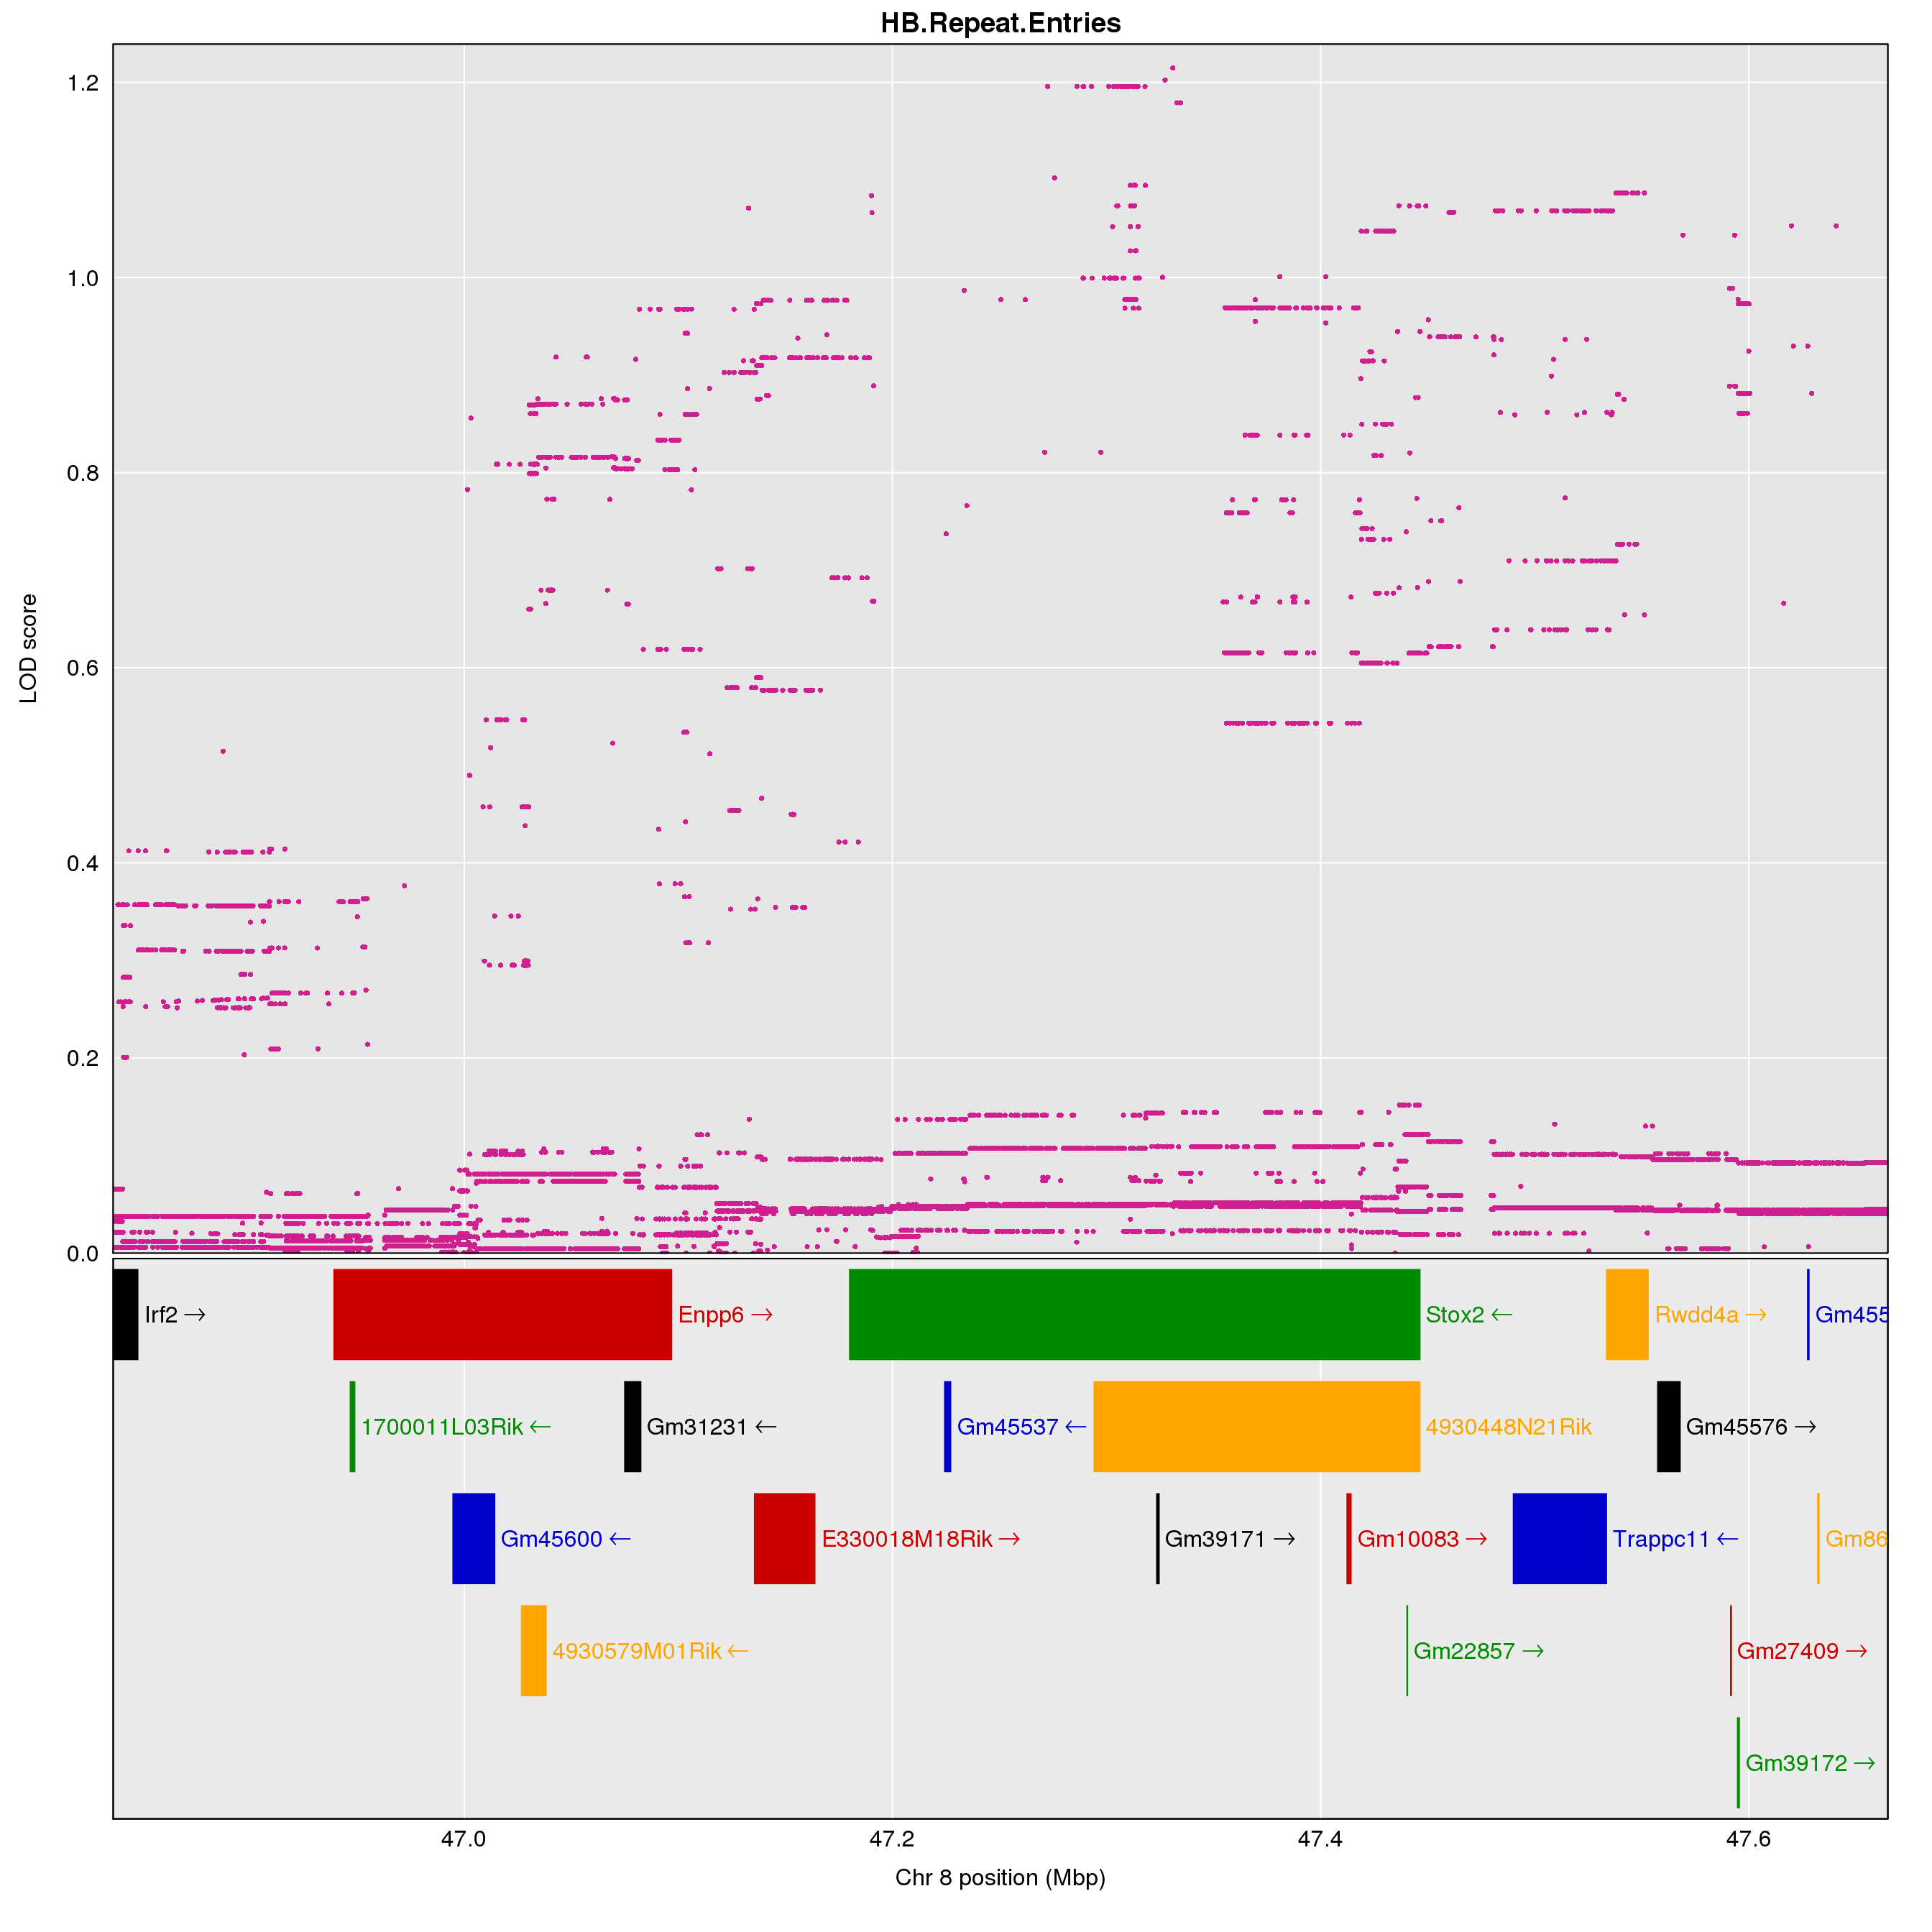 HB.Repeat.Entries
1.2
1.0
0.8
0.6
0.4
0.2
0.0
LOD score
Irf2 →
Enpp6 →
Stox2 ←
Rwdd4a →
Gm455
1700011L03Rik ←
Gm31231 ←
Gm45537 ←
4930448N21Rik
Gm45576 →
Gm45600 ←
E330018M18Rik →
Gm39171 →
Gm10083 →
Trappc11 ←
Gm86
4930579M01Rik ←
Gm22857 →
Gm27409 →
Gm39172 →
47.0 47.2 47.4 47.6
Chr 8 position (Mbp)